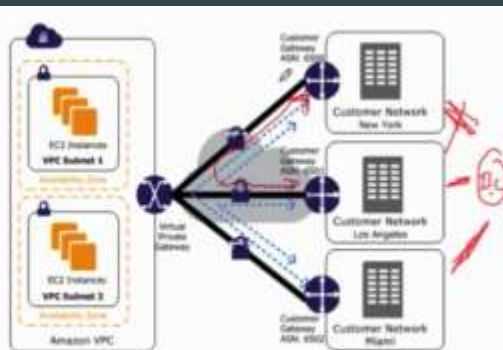 EC2 Instances
VPC Subnet 1
Availability Zone
EC2 Instances
VPC Subnet 2
Availability Zone
Amazon VPC
Virtual
Private
Gateway
Customer
Gateway
Customer Network
New York
Customer
Gateway
Customer Network
Los Angeles
Customer
Gateway
Customer Network
Miami